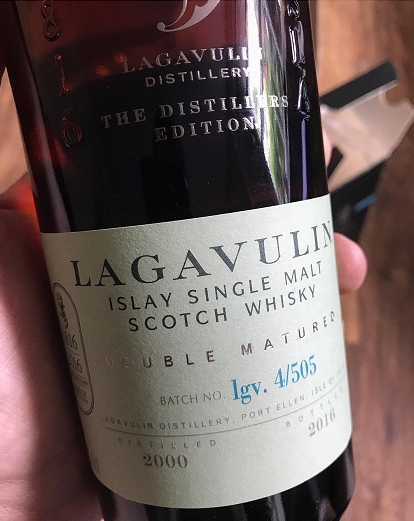 LAGAVULIN
DISTILLERY
THE DISTILLERS
EDITION
LAGAVULIN
ISLAY SINGLE MALT
SCOTCH WHISKY
DOUBLE MATURED
BATCH NO. lgv. 4/505
LAGAVULIN DISTILLERY, PORT ELLEN, ISLE OF
DISTILLED BOTTLED
2000 2016